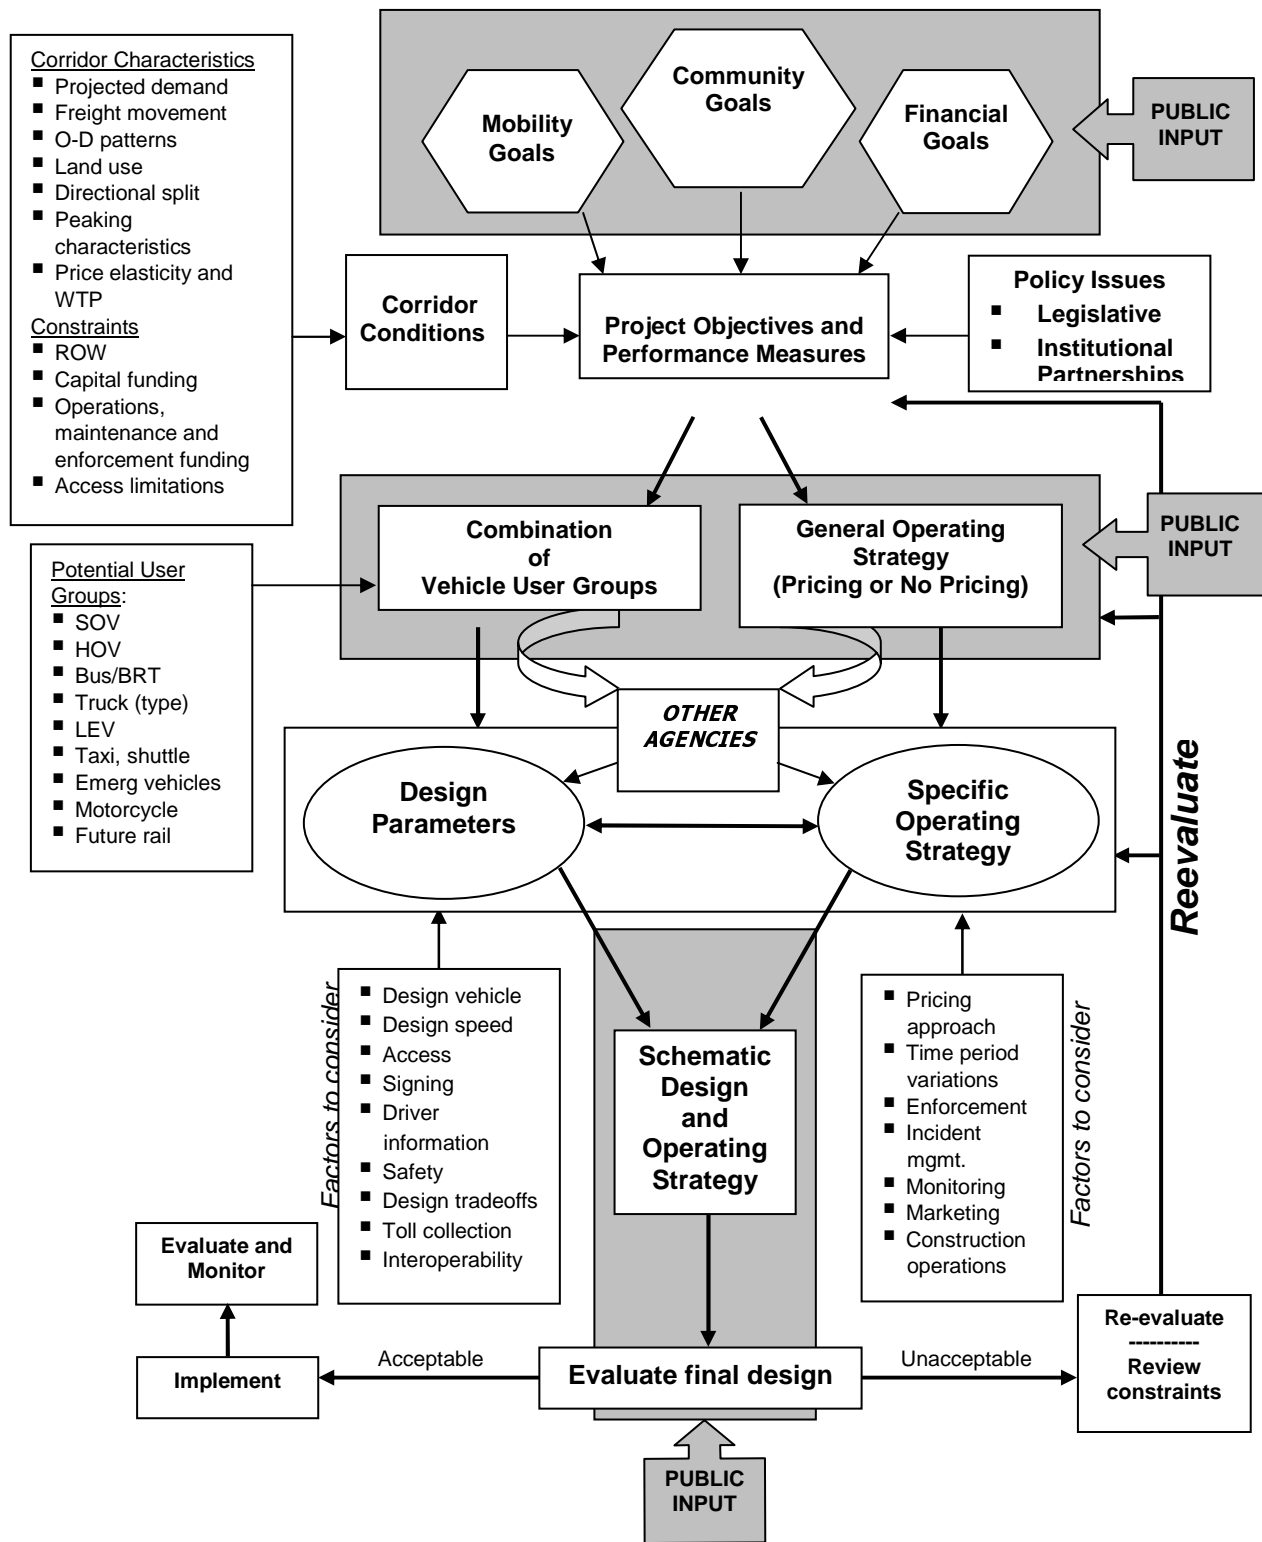 Corridor Characteristics
▪ Projected demand
▪ Freight movement
▪ O-D patterns
▪ Land use
▪ Directional split
▪ Peaking
characteristics
▪ Price elasticity and
WTP
Constraints
▪ ROW
▪ Capital funding
▪ Operations,
maintenance and
enforcement funding
▪ Access limitations
Mobility
Goals
Community
Goals
Financial
Goals
PUBLIC
INPUT
Corridor
Conditions
Project Objectives and
Performance Measures
Policy Issues
▪ Legislative
▪ Institutional
Partnerships
Combination
of
Vehicle User Groups
General Operating
Strategy
(Pricing or No Pricing)
PUBLIC
INPUT
Potential User
Groups:
▪ SOV
▪ HOV
▪ Bus/BRT
▪ Truck (type)
▪ LEV
▪ Taxi, shuttle
▪ Emerg vehicles
▪ Motorcycle
▪ Future rail
OTHER
AGENCIES
Design
Parameters
Specific
Operating
Strategy
Reevaluate
Factors to consider
▪ Design vehicle
▪ Design speed
▪ Access
▪ Signing
▪ Driver
information
▪ Safety
▪ Design tradeoffs
▪ Toll collection
▪ Interoperability
Schematic
Design
and
Operating
Strategy
▪ Pricing
approach
▪ Time period
variations
▪ Enforcement
▪ Incident
mgmt.
▪ Monitoring
▪ Marketing
▪ Construction
operations
Factors to consider
Evaluate and
Monitor
Implement
Acceptable
Evaluate final design
Unacceptable
Re-evaluate
----------
Review
constraints
PUBLIC
INPUT